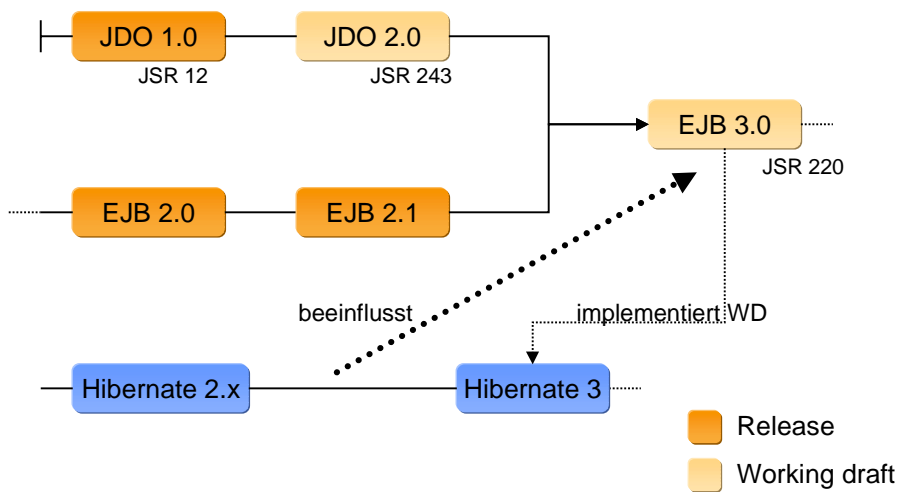 JDO 1.0
JDO 2.0
JSR 12
JSR 243
EJB 3.0
JSR 220
EJB 2.0
EJB 2.1
beeinflusst
implementiert WD
Hibernate 2.x
Hibernate 3
Release
Working draft